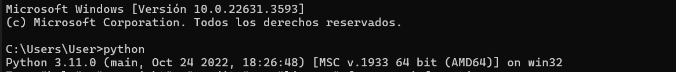 Microsoft Windows [Versión 10.0.22631.3593]
(c) Microsoft Corporation. Todos los derechos reservados.
C:\Users\User>python
Python 3.11.0 (main, Oct 24 2022, 18:26:48) [MSC v.1933 64 bit (AMD64)] on win32